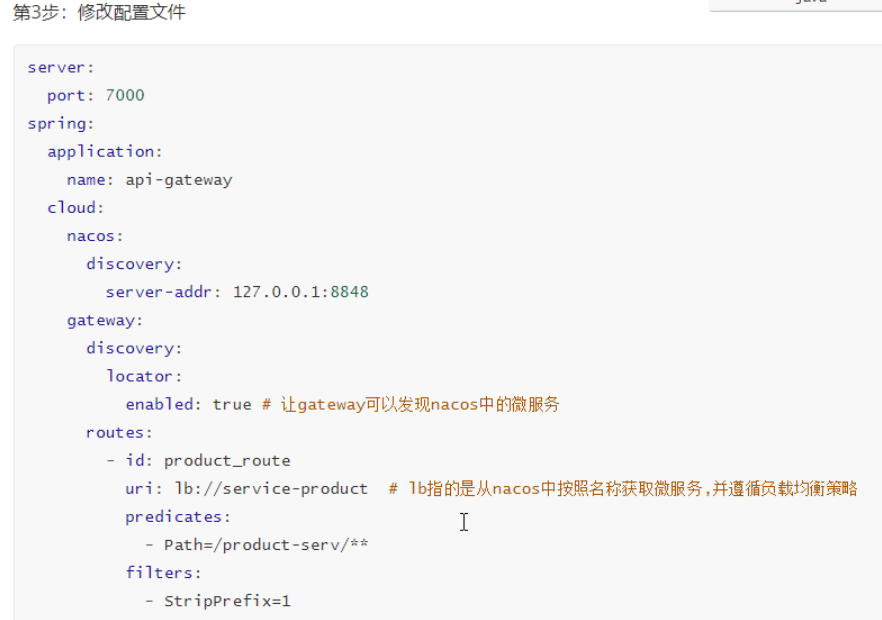 第3步：修改配置文件
server:
  port: 7000
spring:
  application:
    name: api-gateway
  cloud:
    nacos:
      discovery:
        server-addr: 127.0.0.1:8848
    gateway:
      discovery:
        locator:
          enabled: true # 让gateway可以发现nacos中的微服务
      routes:
        - id: product_route
          uri: lb://service-product  # lb指的是从nacos中按照名称获取微服务,并遵循负载均衡策略
          predicates:
            - Path=/product-serv/**
          filters:
            - StripPrefix=1